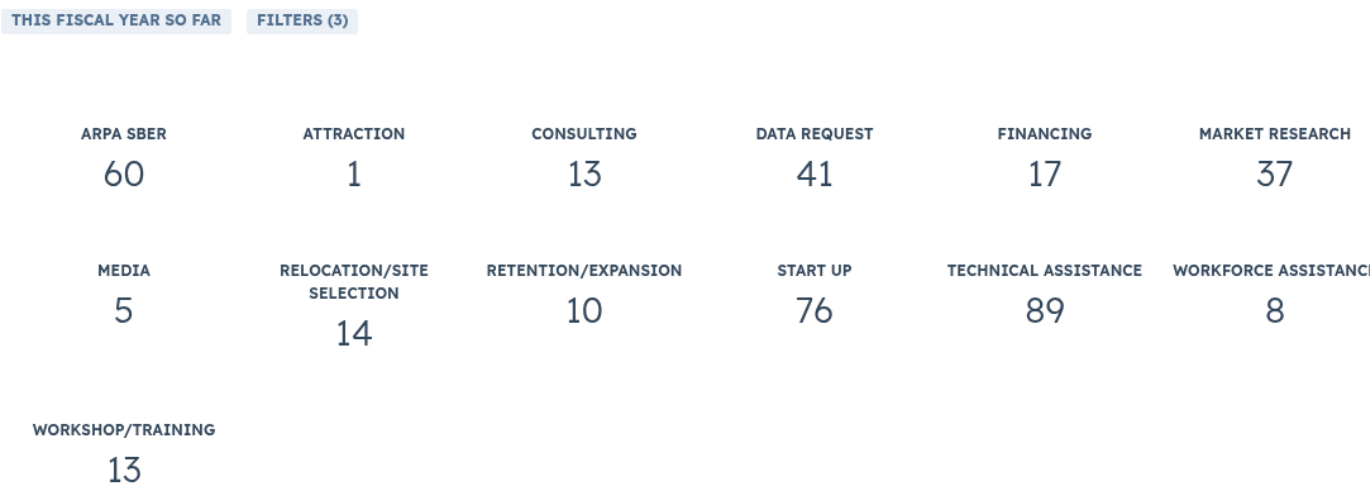 THIS FISCAL YEAR SO FAR FILTERS (3)
ARPA SBER ATTRACTION CONSULTING DATA REQUEST FINANCING MARKET RESEARCH
60 1 13 41 17 37
MEDIA RELOCATION/SITE SELECTION RETENTION/EXPANSION START UP TECHNICAL ASSISTANCE WORKFORCE ASSISTANC
5 14 10 76 89 8
WORKSHOP/TRAINING
13